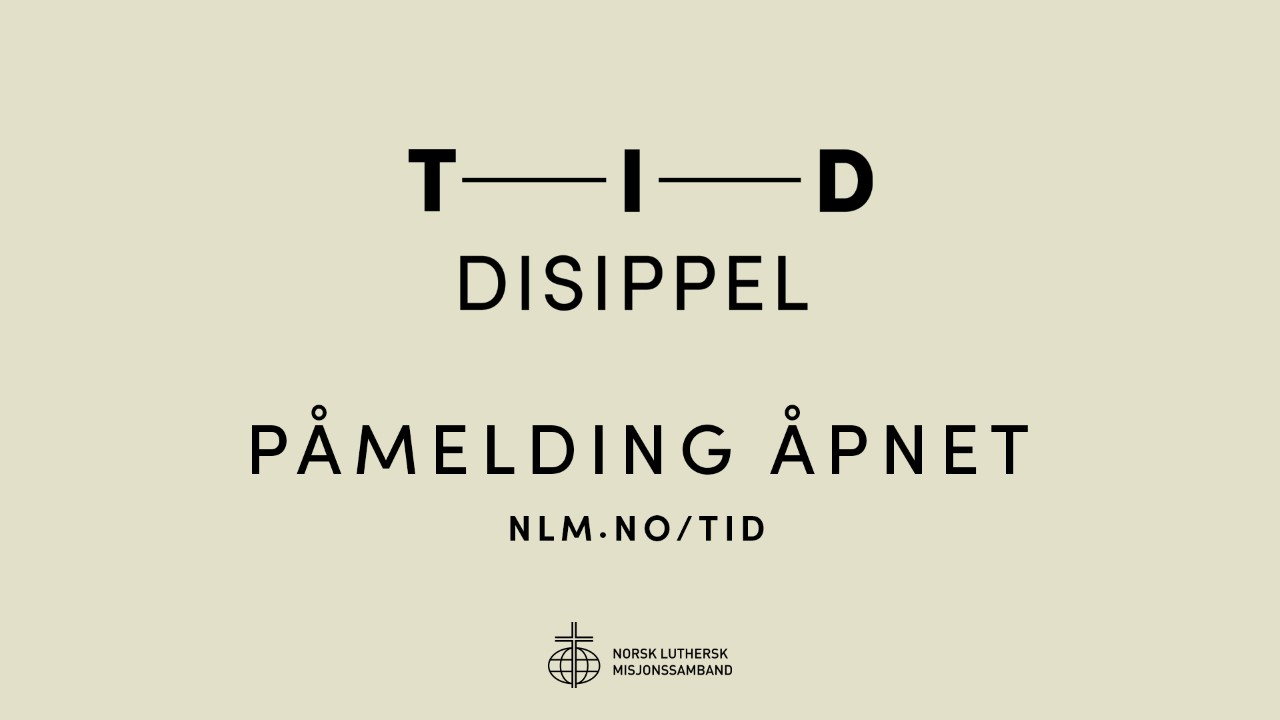 T—I—D
DISIPPEL
PÅMELDING ÅPNET
NLM.NO/TID
NORSK LUTHERSK
MISJONSSAMBAND